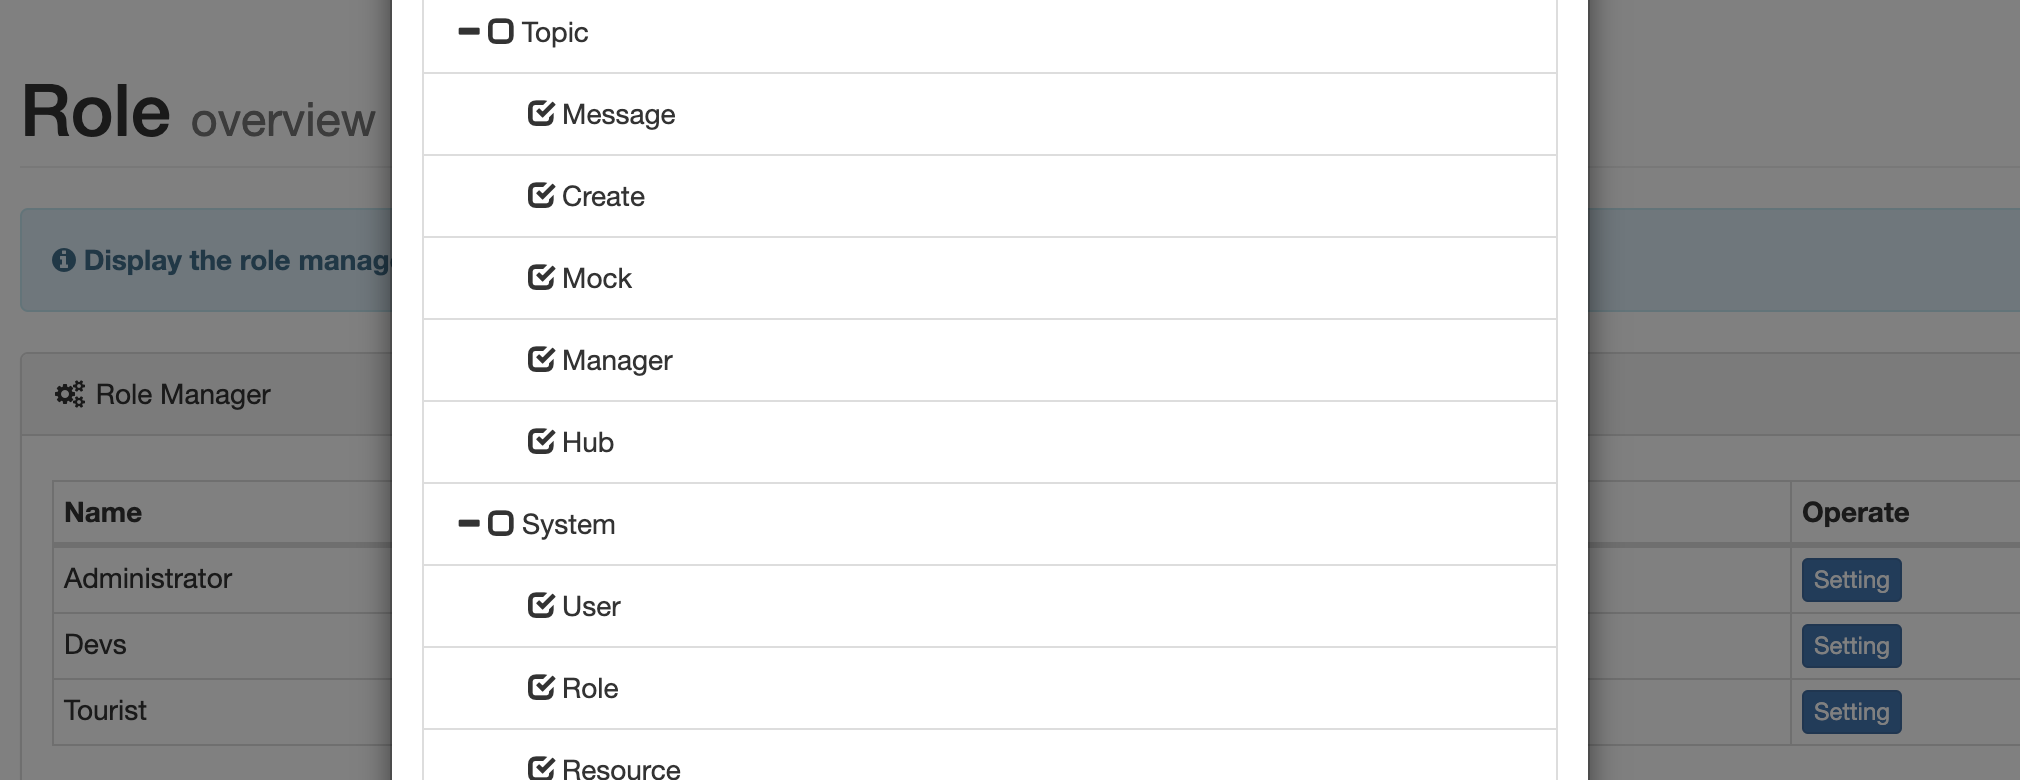 Role overview
Display the role manag
Role Manager
Name
Operate
Administrator
Setting
Devs
Setting
Tourist
Setting
Topic
Message
Create
Mock
Manager
Hub
System
User
Role
Resource